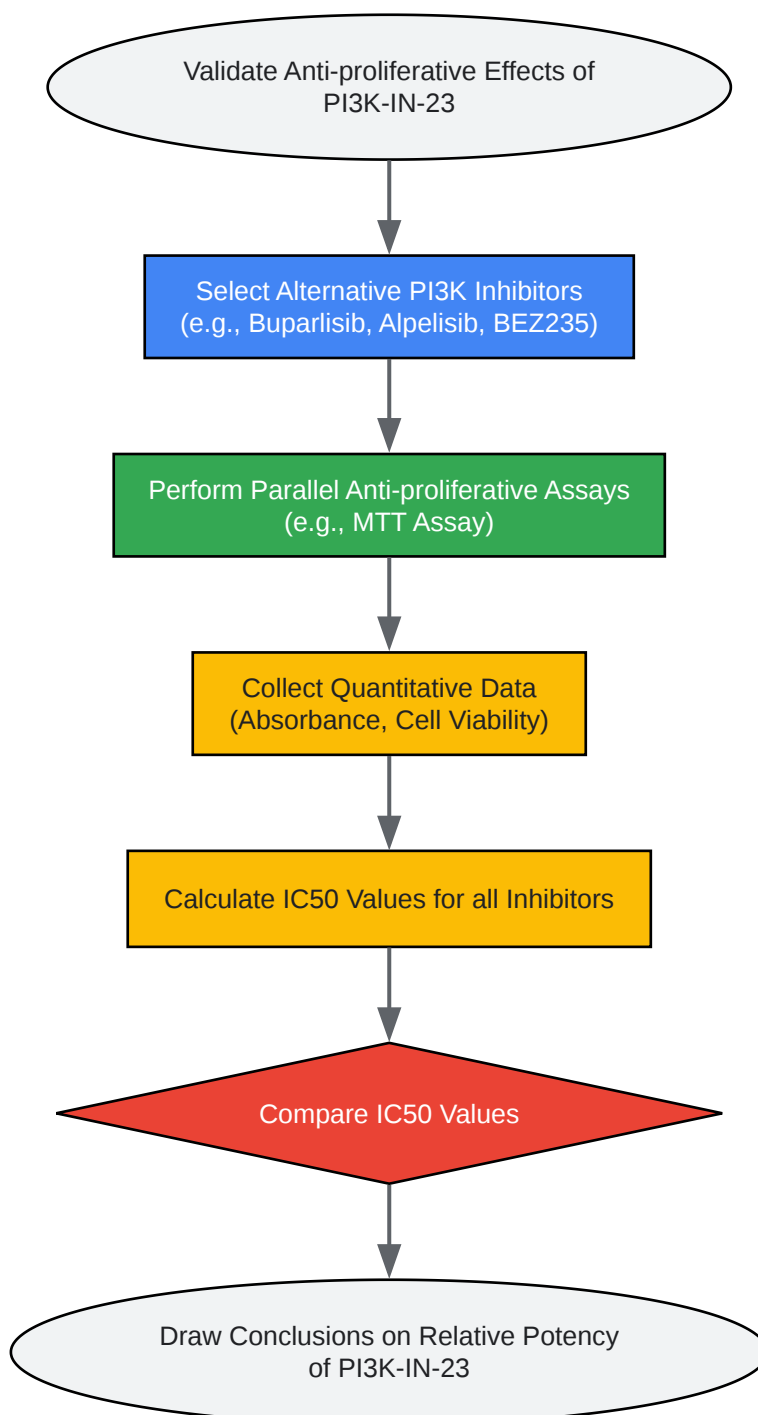 Validate Anti-proliferative Effects of
PI3K-IN-23
Select Alternative PI3K Inhibitors
(e.g., Buparlisib, Alpelisib, BEZ235)
Perform Parallel Anti-proliferative Assays
(e.g., MTT Assay)
Collect Quantitative Data
(Absorbance, Cell Viability)
Calculate IC50 Values for all Inhibitors
Compare IC50 Values
Draw Conclusions on Relative Potency
of PI3K-IN-23